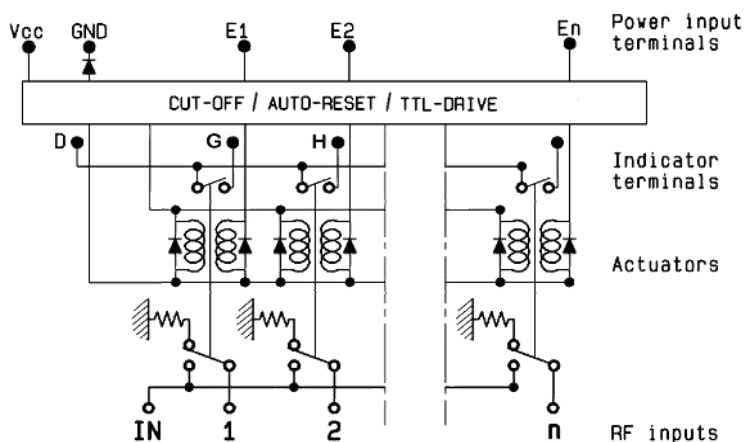 Vcc GND E1 E2 En Power input
terminals
CUT-OFF / AUTO-RESET / TTL-DRIVE
D G H
Indicator
terminals
Actuators
IN 1 2 n RF inputs